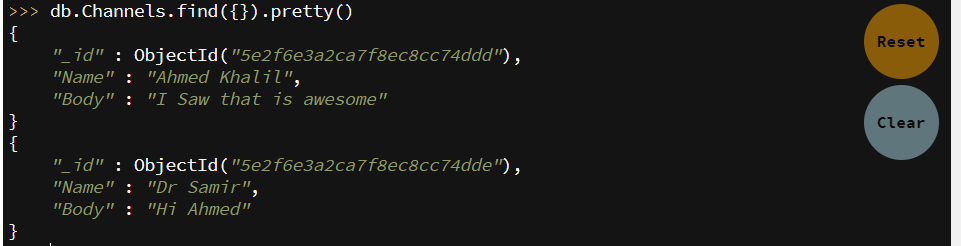 >>> db.Channels.find({}).pretty()
{
    "_id" : ObjectId("5e2f6e3a2ca7f8ec8cc74ddd"),
    "Name" : "Ahmed Khalil",
    "Body" : "I Saw that is awesome"
}
{
    "_id" : ObjectId("5e2f6e3a2ca7f8ec8cc74dde"),
    "Name" : "Dr Samir",
    "Body" : "Hi Ahmed"
}
Reset
Clear